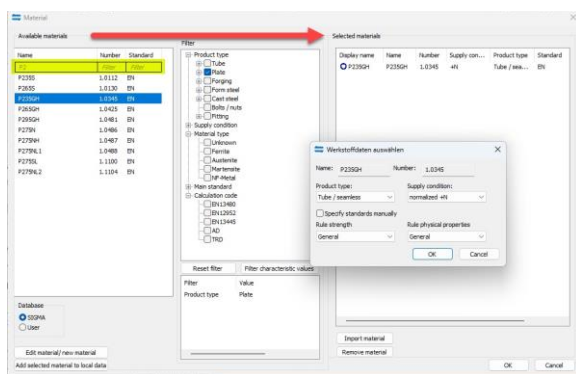 Material
Available materials
Name Number Standard
P2 Filter Filter
P235S 1.0112 EN
P265S 1.0130 EN
P235GH 1.0345 EN
P265GH 1.0425 EN
P295GH 1.0481 EN
P275N 1.0486 EN
P275NH 1.0487 EN
P275NL1 1.0488 EN
P275SL 1.1100 EN
P275NL2 1.1104 EN
Database
SIGMA
User
Edit material/ new material
Add selected material to local data
Filter
Product type
Tube
Plate
Forging
Form steel
Cast steel
Bolts / nuts
Fitting
Supply condition
Material type
Unknown
Ferrite
Austenite
Martensite
NF-Metal
Main standard
Calculation code
EN13480
EN12952
EN13445
AD
TRD
Reset filter Filter characteristic values
Filter Value
Product type Plate
Selected materials
Display name Name Number Supply con... Product type Standard
P235GH P235GH 1.0345 +N Tube / sea... EN
Werkstoffdaten auswählen
Name: P235GH Number: 1.0345
Product type: Supply condition:
Tube / seamless normalized +N
Specify standards manually
Rule strength Rule physical properties
General General
OK Cancel
Import material
Remove material
OK Cancel